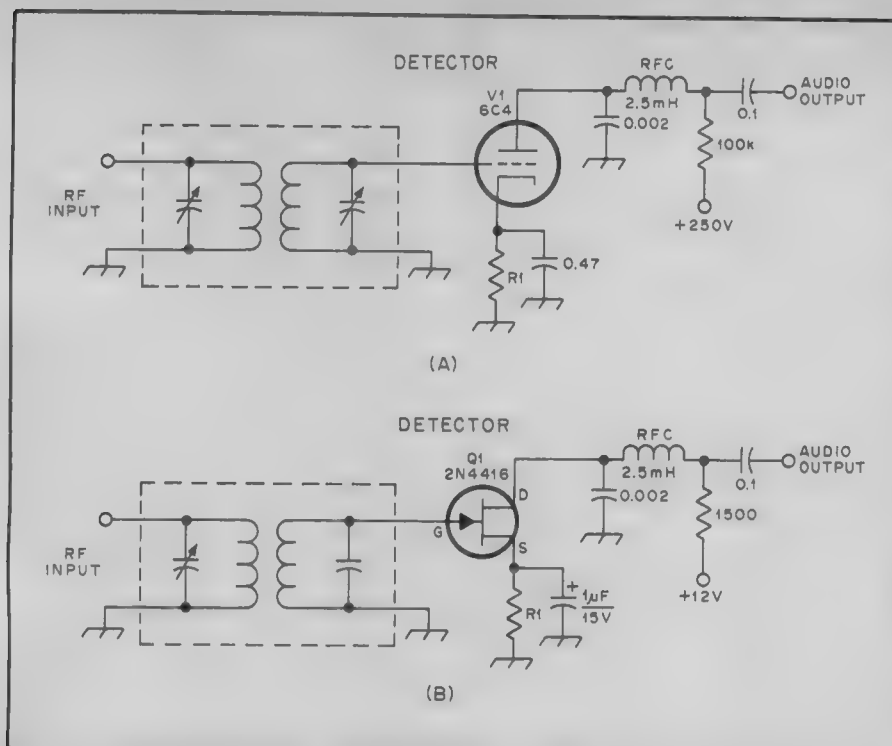 DETECTOR
RFC
2.5mH
V1
6C4
0.002
0.1
AUDIO
OUTPUT
100k
+250V
RF
INPUT
R1
0.47
(A)
DETECTOR
RFC
2.5mH
Q1
2N4416
D
G
S
0.002
0.1
AUDIO
OUTPUT
1500
+12V
RF
INPUT
R1
+
1µF
15V
(B)